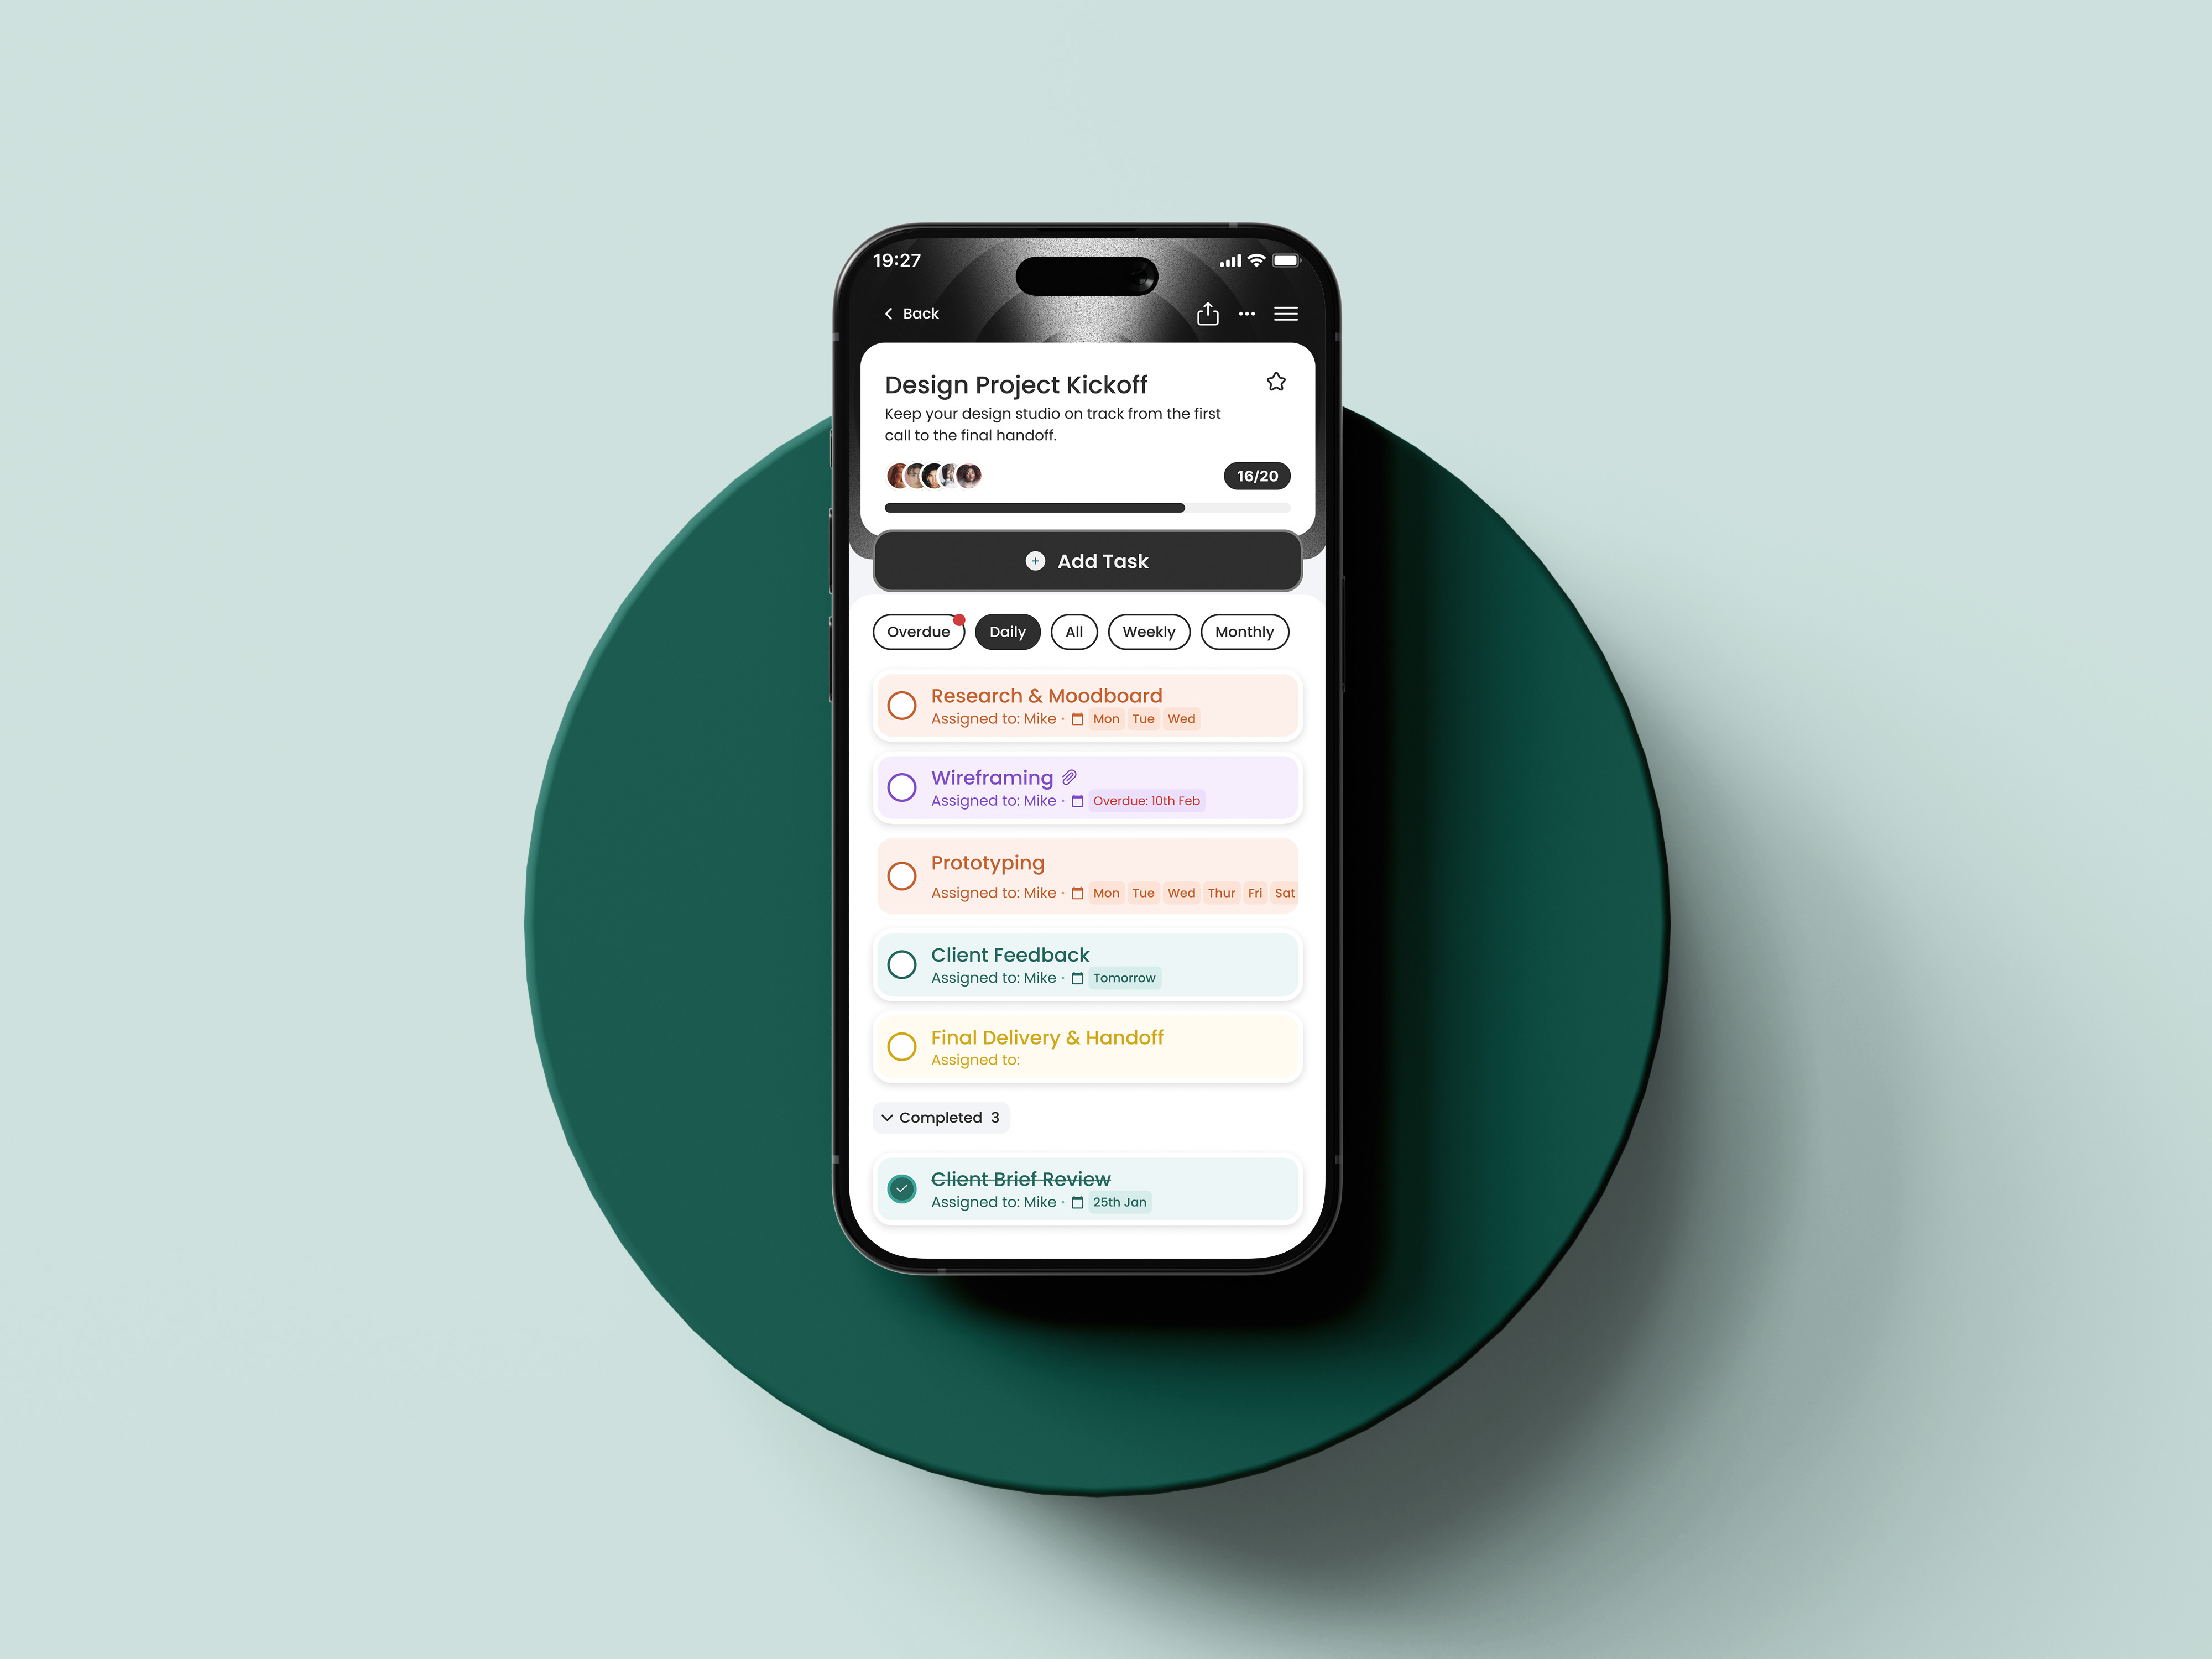 19:27
Back
Design Project Kickoff
Keep your design studio on track from the first
call to the final handoff.
16/20
Add Task
Overdue Daily All Weekly Monthly
Research & Moodboard
Assigned to: Mike · Mon Tue Wed
Wireframing
Assigned to: Mike · Overdue: 10th Feb
Prototyping
Assigned to: Mike · Mon Tue Wed Thur Fri Sat
Client Feedback
Assigned to: Mike · Tomorrow
Final Delivery & Handoff
Assigned to:
Completed 3
Client Brief Review
Assigned to: Mike · 25th Jan